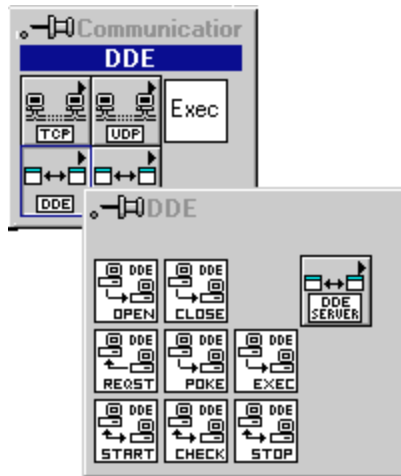 Communicatior
DDE
TCP
UDP
Exec
DDE
DDE
DDE OPEN
DDE CLOSE
DDE SERVER
DDE REQST
DDE POKE
DDE EXEC
DDE START
DDE CHECK
DDE STOP